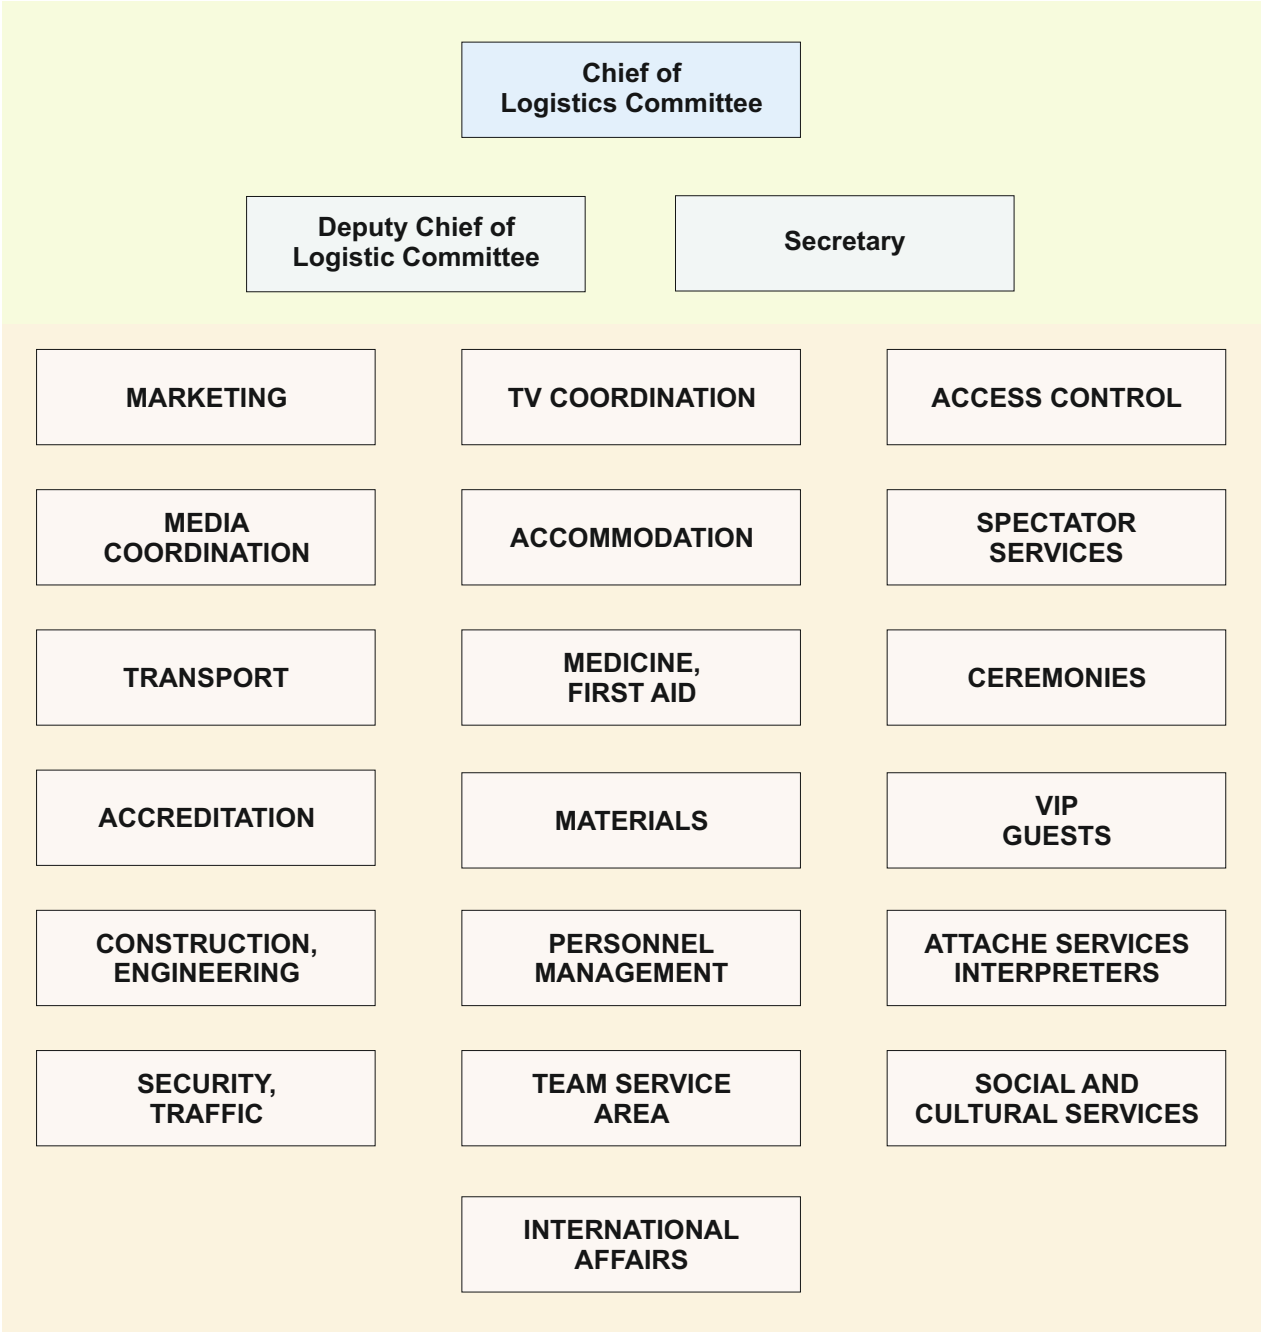 Chief of
Logistics Committee
Deputy Chief of
Logistic Committee
Secretary
MARKETING
TV COORDINATION
ACCESS CONTROL
MEDIA
COORDINATION
ACCOMMODATION
SPECTATOR
SERVICES
TRANSPORT
MEDICINE,
FIRST AID
CEREMONIES
ACCREDITATION
MATERIALS
VIP
GUESTS
CONSTRUCTION,
ENGINEERING
PERSONNEL
MANAGEMENT
ATTACHE SERVICES
INTERPRETERS
SECURITY,
TRAFFIC
TEAM SERVICE
AREA
SOCIAL AND
CULTURAL SERVICES
INTERNATIONAL
AFFAIRS